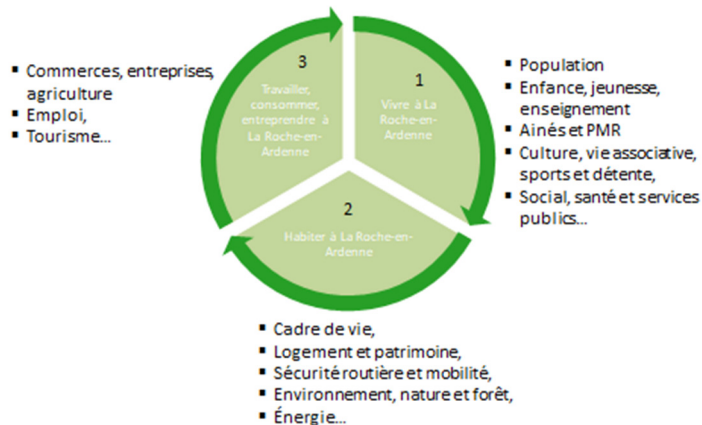 3
Travailler,
consommer,
entreprendre à
La Roche-en-
Ardenne
▪ Commerces, entreprises,
agriculture
▪ Emploi,
▪ Tourisme...
1
Vivre à La
Roche-en-
Ardenne
▪ Population
▪ Enfance, jeunesse,
enseignement
▪ Ainés et PMR
▪ Culture, vie associative,
sports et détente,
▪ Social, santé et services
publics...
2
Habiter à La Roche-en-
Ardenne
▪ Cadre de vie,
▪ Logement et patrimoine,
▪ Sécurité routière et mobilité,
▪ Environnement, nature et forêt,
▪ Énergie...